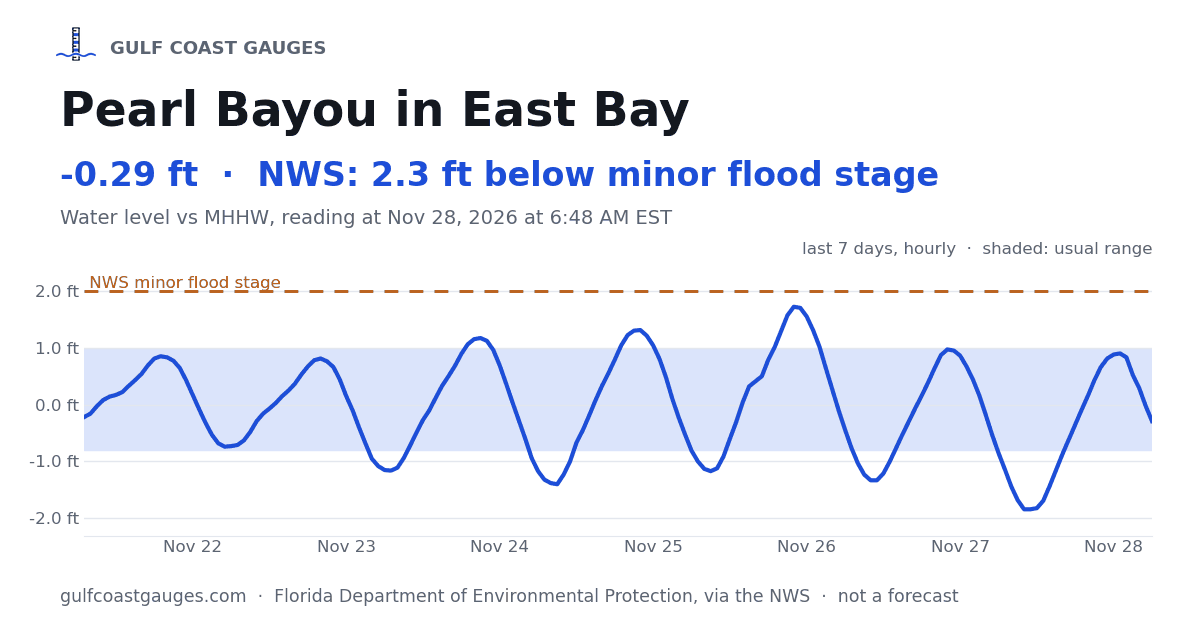 GULF COAST GAUGES
Pearl Bayou in East Bay
-0.29 ft · NWS: 2.3 ft below minor flood stage
Water level vs MHHW, reading at Nov 28, 2026 at 6:48 AM EST
last 7 days, hourly · shaded: usual range
NWS minor flood stage
2.0 ft
1.0 ft
0.0 ft
-1.0 ft
-2.0 ft
Nov 22 Nov 23 Nov 24 Nov 25 Nov 26 Nov 27 Nov 28
gulfcoastgauges.com · Florida Department of Environmental Protection, via the NWS · not a forecast